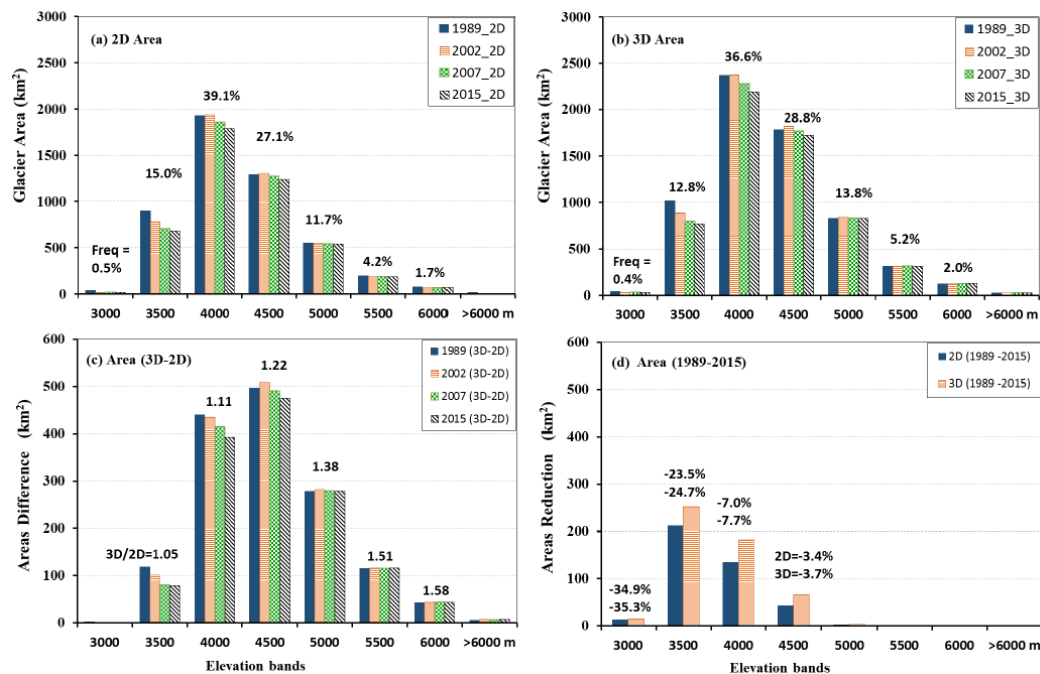 (a) 2D Area
1989_2D
2002_2D
2007_2D
2015_2D
Glacier Area (km²)
3000
2500
2000
1500
1000
500
0
Freq =
0.5%
15.0%
39.1%
27.1%
11.7%
4.2%
1.7%
3000 3500 4000 4500 5000 5500 6000 >6000 m
(b) 3D Area
1989_3D
2002_3D
2007_3D
2015_3D
Glacier Area (km²)
3000
2500
2000
1500
1000
500
0
Freq =
0.4%
12.8%
36.6%
28.8%
13.8%
5.2%
2.0%
3000 3500 4000 4500 5000 5500 6000 >6000 m
(c) Area (3D-2D)
1989 (3D-2D)
2002 (3D-2D)
2007 (3D-2D)
2015 (3D-2D)
Areas Difference (km²)
600
500
400
300
200
100
0
3D/2D=1.05
1.11
1.22
1.38
1.51
1.58
3000 3500 4000 4500 5000 5500 6000 >6000 m
Elevation bands
(d) Area (1989-2015)
2D (1989 -2015)
3D (1989 -2015)
Areas Reduction (km²)
600
500
400
300
200
100
0
-34.9%
-35.3%
-23.5%
-24.7%
-7.0%
-7.7%
2D=-3.4%
3D=-3.7%
3000 3500 4000 4500 5000 5500 6000 >6000 m
Elevation bands